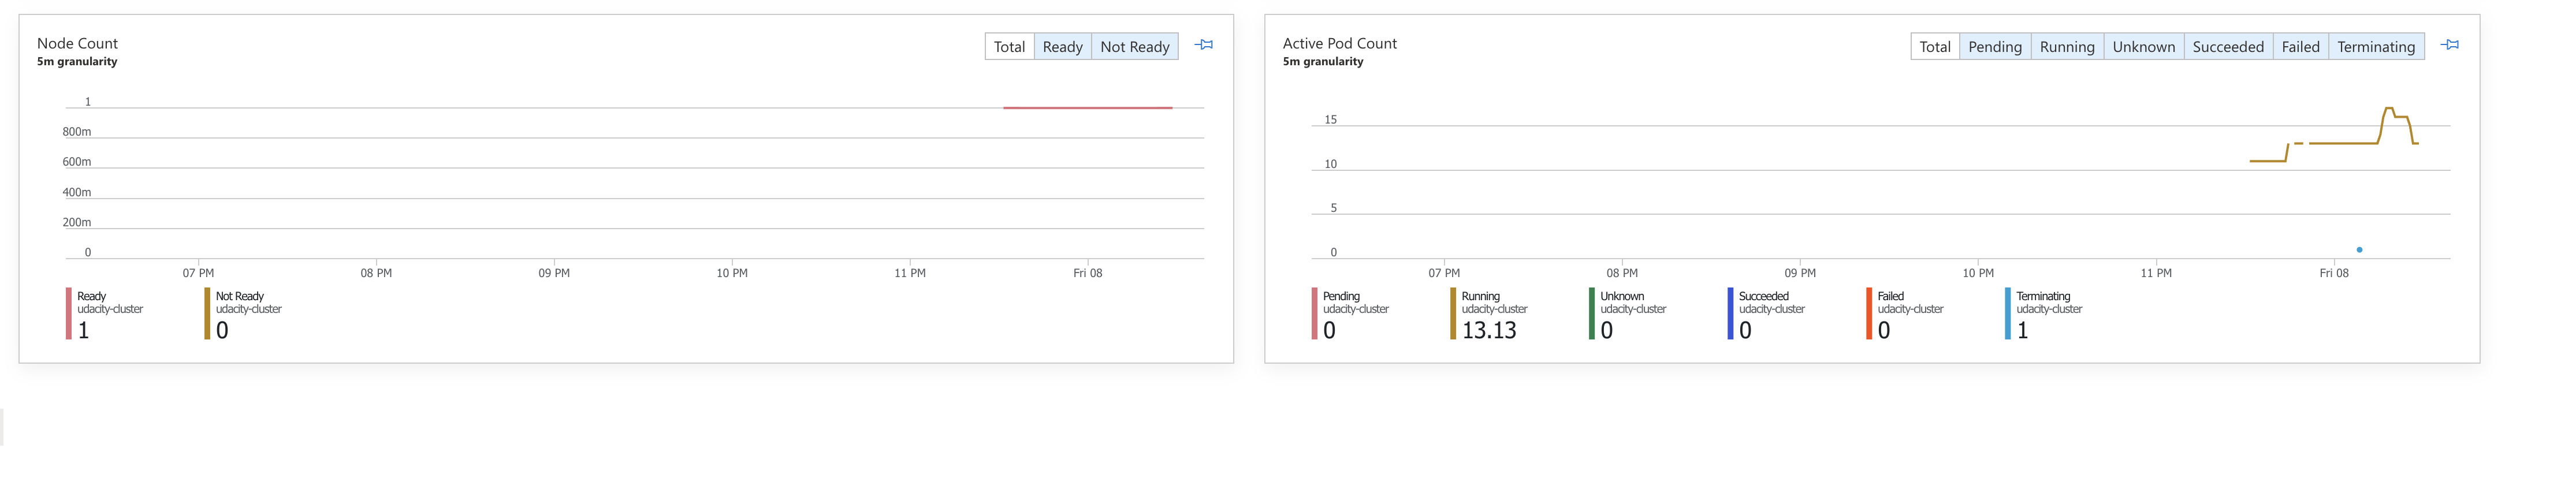 Node Count
5m granularity
Total Ready Not Ready
1
800m
600m
400m
200m
0
07 PM 08 PM 09 PM 10 PM 11 PM Fri 08
Ready
udacity-cluster
1
Not Ready
udacity-cluster
0
Active Pod Count
5m granularity
Total Pending Running Unknown Succeeded Failed Terminating
15
10
5
0
07 PM 08 PM 09 PM 10 PM 11 PM Fri 08
Pending
udacity-cluster
0
Running
udacity-cluster
13.13
Unknown
udacity-cluster
0
Succeeded
udacity-cluster
0
Failed
udacity-cluster
0
Terminating
udacity-cluster
1